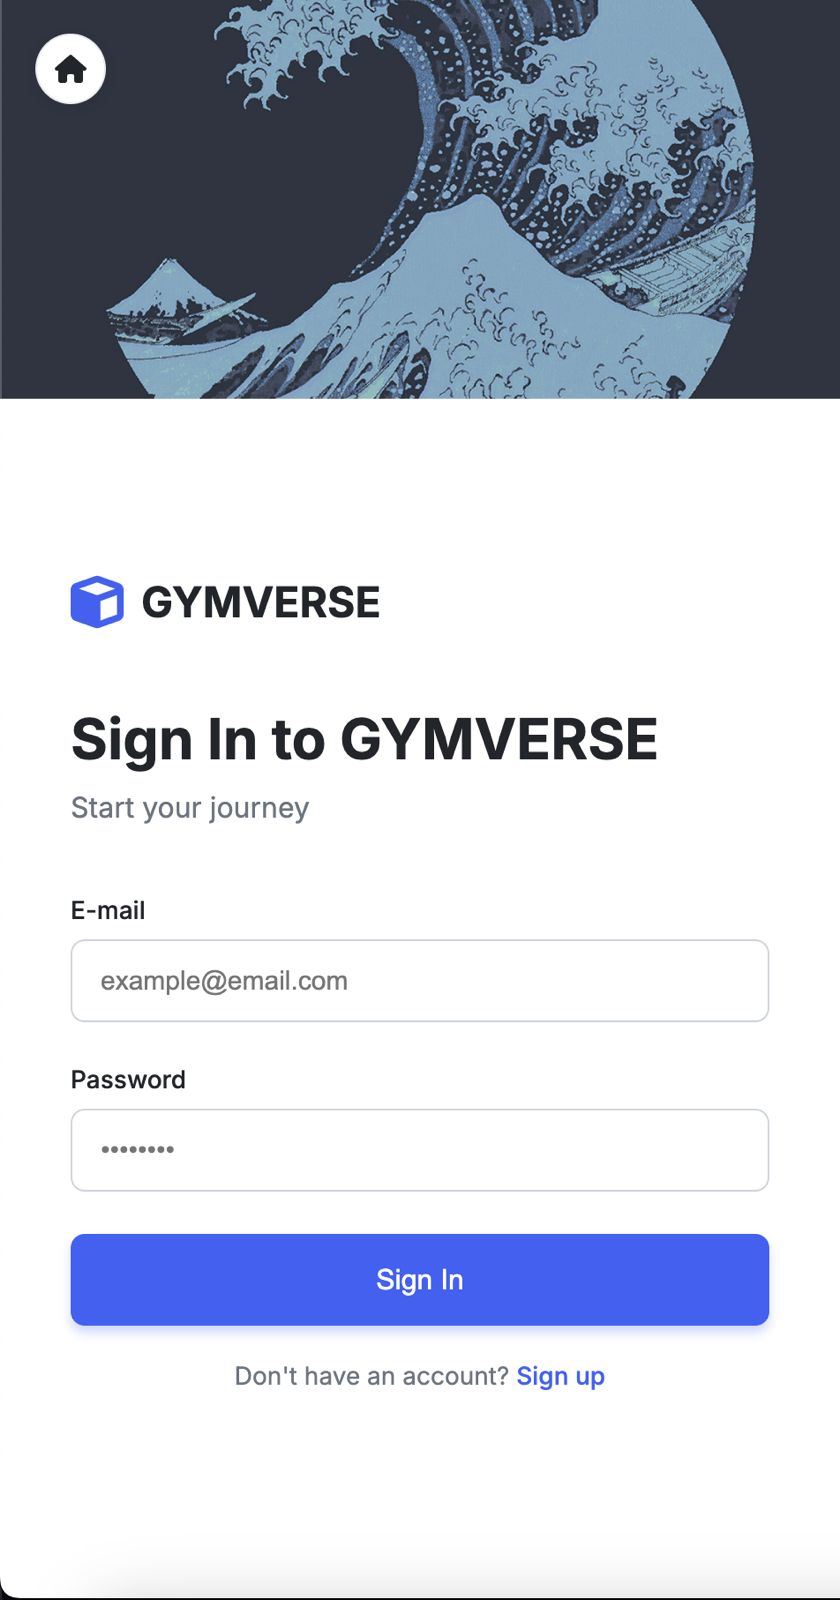 GYMVERSE
Sign In to GYMVERSE
Start your journey
E-mail
example@email.com
Password
••••••••
Sign In
Don't have an account? Sign up